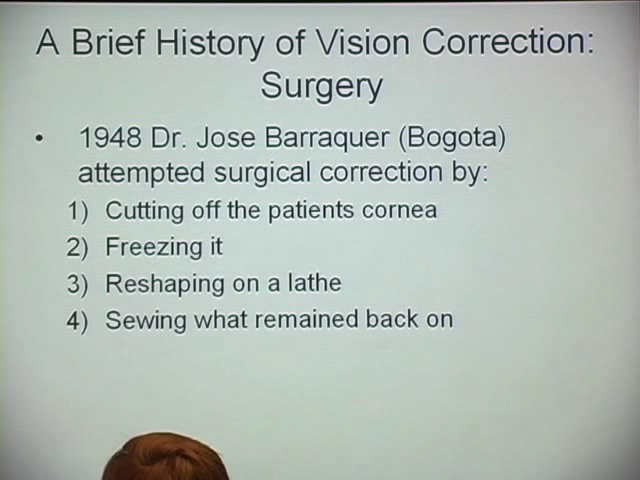 A Brief History of Vision Correction:
Surgery
• 1948 Dr. Jose Barraquer (Bogota)
attempted surgical correction by:
1) Cutting off the patients cornea
2) Freezing it
3) Reshaping on a lathe
4) Sewing what remained back on